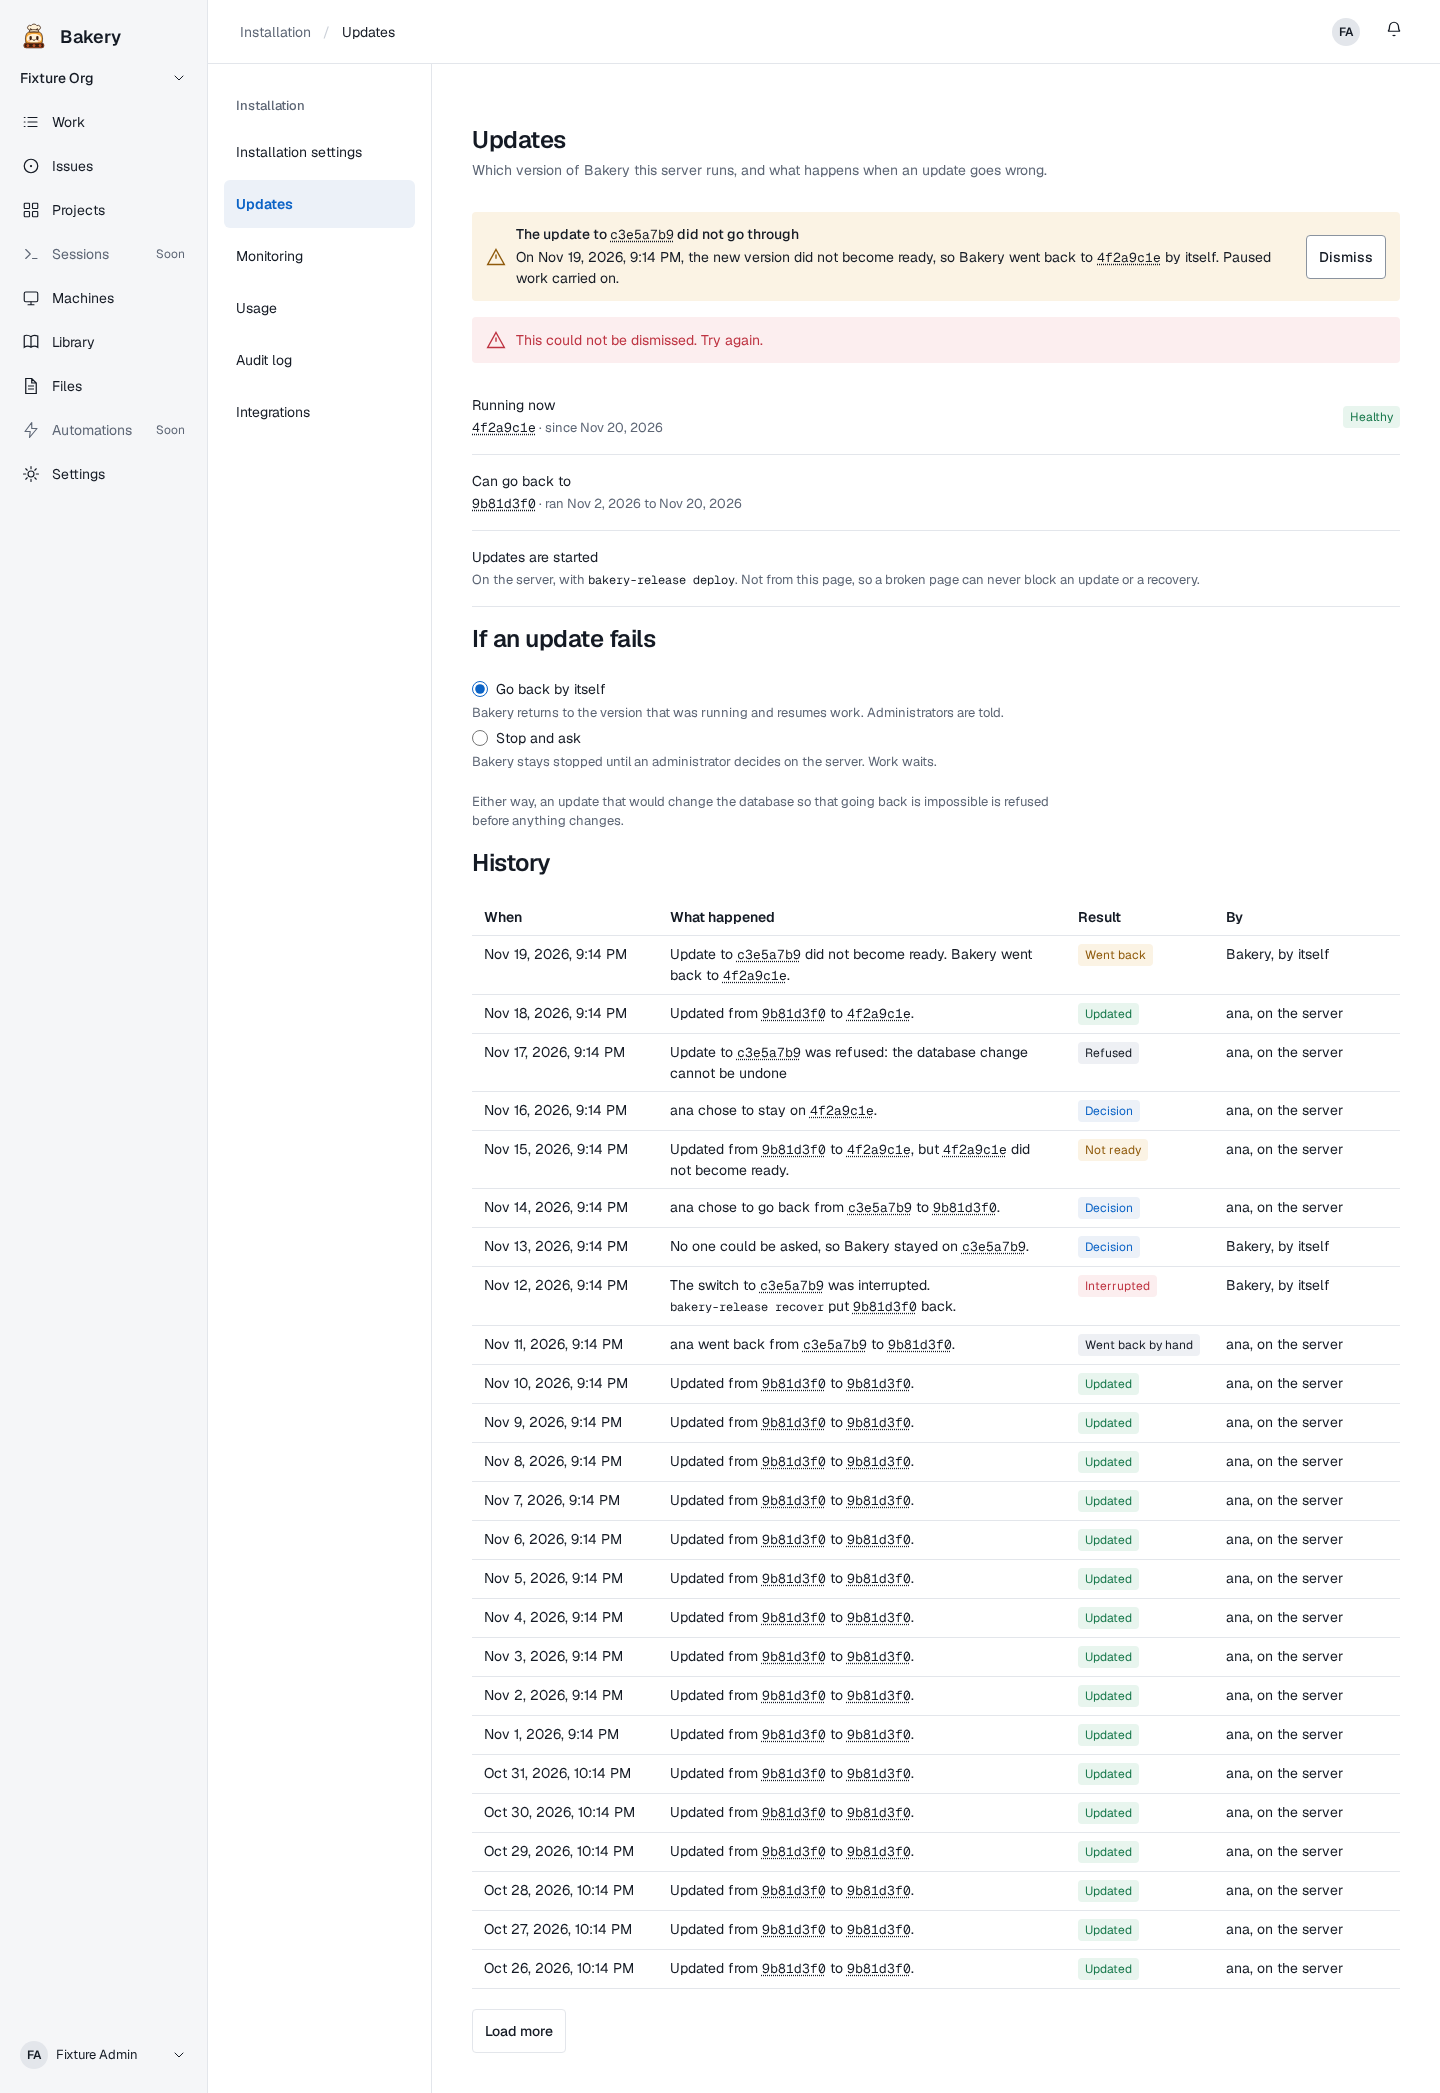 Bakery
Fixture Org
Work
Issues
Projects
Sessions Soon
Machines
Library
Files
Automations Soon
Settings
FA Fixture Admin
Installation / Updates
FA
Installation
Installation settings
Updates
Monitoring
Usage
Audit log
Integrations
Updates
Which version of Bakery this server runs, and what happens when an update goes wrong.
The update to c3e5a7b9 did not go through
On Nov 19, 2026, 9:14 PM, the new version did not become ready, so Bakery went back to 4f2a9c1e by itself. Paused
work carried on.
Dismiss
This could not be dismissed. Try again.
Running now
4f2a9c1e · since Nov 20, 2026
Healthy
Can go back to
9b81d3f0 · ran Nov 2, 2026 to Nov 20, 2026
Updates are started
On the server, with bakery-release deploy. Not from this page, so a broken page can never block an update or a recovery.
If an update fails
Go back by itself
Bakery returns to the version that was running and resumes work. Administrators are told.
Stop and ask
Bakery stays stopped until an administrator decides on the server. Work waits.
Either way, an update that would change the database so that going back is impossible is refused
before anything changes.
History
When What happened Result By
Nov 19, 2026, 9:14 PM Update to c3e5a7b9 did not become ready. Bakery went Went back Bakery, by itself
back to 4f2a9c1e.
Nov 18, 2026, 9:14 PM Updated from 9b81d3f0 to 4f2a9c1e. Updated ana, on the server
Nov 17, 2026, 9:14 PM Update to c3e5a7b9 was refused: the database change Refused ana, on the server
cannot be undone
Nov 16, 2026, 9:14 PM ana chose to stay on 4f2a9c1e. Decision ana, on the server
Nov 15, 2026, 9:14 PM Updated from 9b81d3f0 to 4f2a9c1e, but 4f2a9c1e did Not ready ana, on the server
not become ready.
Nov 14, 2026, 9:14 PM ana chose to go back from c3e5a7b9 to 9b81d3f0. Decision ana, on the server
Nov 13, 2026, 9:14 PM No one could be asked, so Bakery stayed on c3e5a7b9. Decision Bakery, by itself
Nov 12, 2026, 9:14 PM The switch to c3e5a7b9 was interrupted. Interrupted Bakery, by itself
bakery-release recover put 9b81d3f0 back.
Nov 11, 2026, 9:14 PM ana went back from c3e5a7b9 to 9b81d3f0. Went back by hand ana, on the server
Nov 10, 2026, 9:14 PM Updated from 9b81d3f0 to 9b81d3f0. Updated ana, on the server
Nov 9, 2026, 9:14 PM Updated from 9b81d3f0 to 9b81d3f0. Updated ana, on the server
Nov 8, 2026, 9:14 PM Updated from 9b81d3f0 to 9b81d3f0. Updated ana, on the server
Nov 7, 2026, 9:14 PM Updated from 9b81d3f0 to 9b81d3f0. Updated ana, on the server
Nov 6, 2026, 9:14 PM Updated from 9b81d3f0 to 9b81d3f0. Updated ana, on the server
Nov 5, 2026, 9:14 PM Updated from 9b81d3f0 to 9b81d3f0. Updated ana, on the server
Nov 4, 2026, 9:14 PM Updated from 9b81d3f0 to 9b81d3f0. Updated ana, on the server
Nov 3, 2026, 9:14 PM Updated from 9b81d3f0 to 9b81d3f0. Updated ana, on the server
Nov 2, 2026, 9:14 PM Updated from 9b81d3f0 to 9b81d3f0. Updated ana, on the server
Nov 1, 2026, 9:14 PM Updated from 9b81d3f0 to 9b81d3f0. Updated ana, on the server
Oct 31, 2026, 10:14 PM Updated from 9b81d3f0 to 9b81d3f0. Updated ana, on the server
Oct 30, 2026, 10:14 PM Updated from 9b81d3f0 to 9b81d3f0. Updated ana, on the server
Oct 29, 2026, 10:14 PM Updated from 9b81d3f0 to 9b81d3f0. Updated ana, on the server
Oct 28, 2026, 10:14 PM Updated from 9b81d3f0 to 9b81d3f0. Updated ana, on the server
Oct 27, 2026, 10:14 PM Updated from 9b81d3f0 to 9b81d3f0. Updated ana, on the server
Oct 26, 2026, 10:14 PM Updated from 9b81d3f0 to 9b81d3f0. Updated ana, on the server
Load more